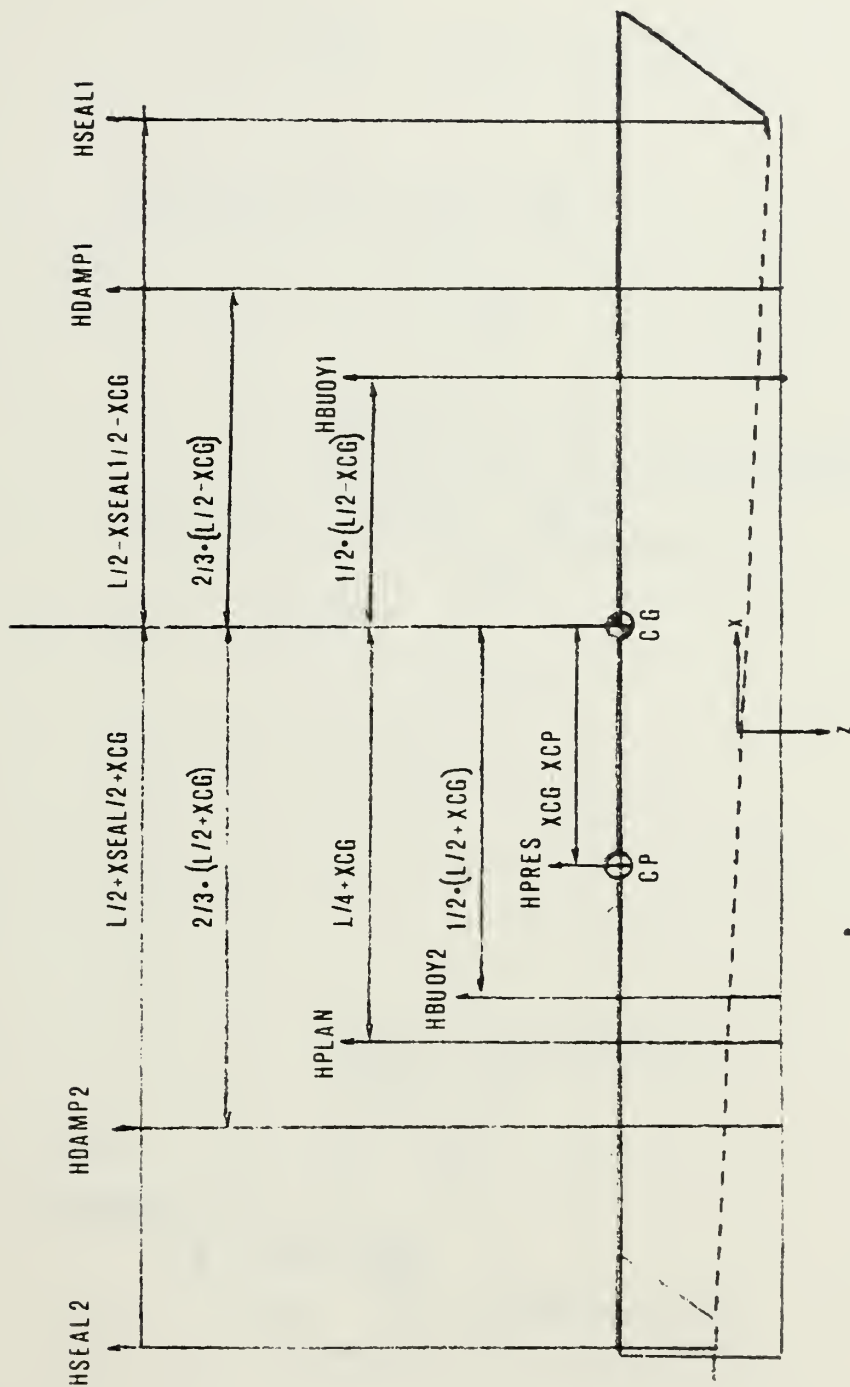 HSEAL2
HDAMP2
HPLAN
HBUOY2
HPRES
HBUOY1
HDAMP1
HSEAL1
L/2+XSEAL/2+XCG
L/2-XSEAL1/2-XCG
2/3•(L/2+XCG)
2/3•(L/2-XCG)
L/4+XCG
1/2•(L/2-XCG)
1/2•(L/2+XCG)
XCG-XCP
CP
CG
X
Z